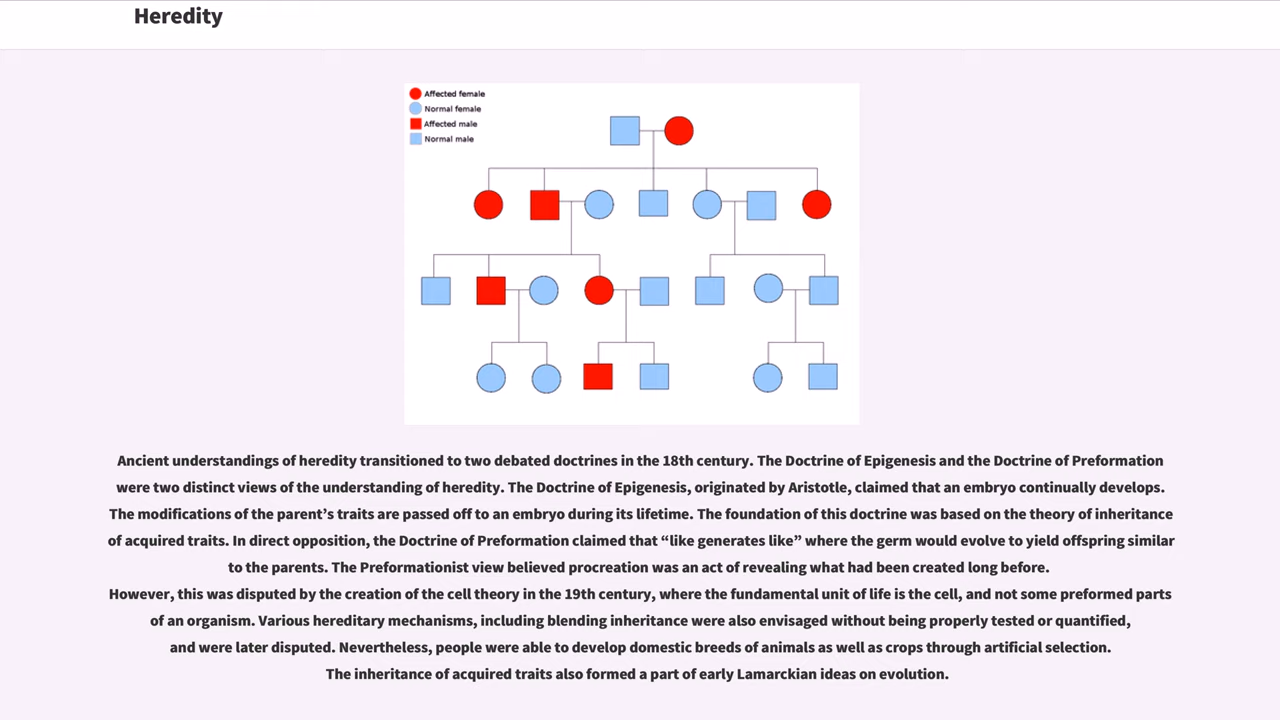 Heredity
Affected female
Normal female
Affected male
Normal male
Ancient understandings of heredity transitioned to two debated doctrines in the 18th century. The Doctrine of Epigenesis and the Doctrine of Preformation
were two distinct views of the understanding of heredity. The Doctrine of Epigenesis, originated by Aristotle, claimed that an embryo continually develops.
The modifications of the parent’s traits are passed off to an embryo during its lifetime. The foundation of this doctrine was based on the theory of inheritance
of acquired traits. In direct opposition, the Doctrine of Preformation claimed that “like generates like” where the germ would evolve to yield offspring similar
to the parents. The Preformationist view believed procreation was an act of revealing what had been created long before.
However, this was disputed by the creation of the cell theory in the 19th century, where the fundamental unit of life is the cell, and not some preformed parts
of an organism. Various hereditary mechanisms, including blending inheritance were also envisaged without being properly tested or quantified,
and were later disputed. Nevertheless, people were able to develop domestic breeds of animals as well as crops through artificial selection.
The inheritance of acquired traits also formed a part of early Lamarckian ideas on evolution.